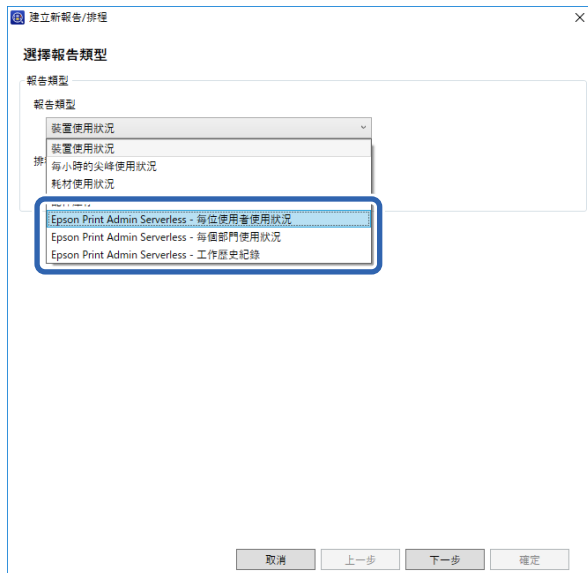 建立新報告/排程
選擇報告類型
報告類型
報告類型
裝置使用狀況
裝置使用狀況
排
每小時的尖峰使用狀況
耗材使用狀況
Epson Print Admin Serverless - 每位使用者使用狀況
Epson Print Admin Serverless - 每個部門使用狀況
Epson Print Admin Serverless - 工作歷史紀錄
取消
上一步
下一步
確定